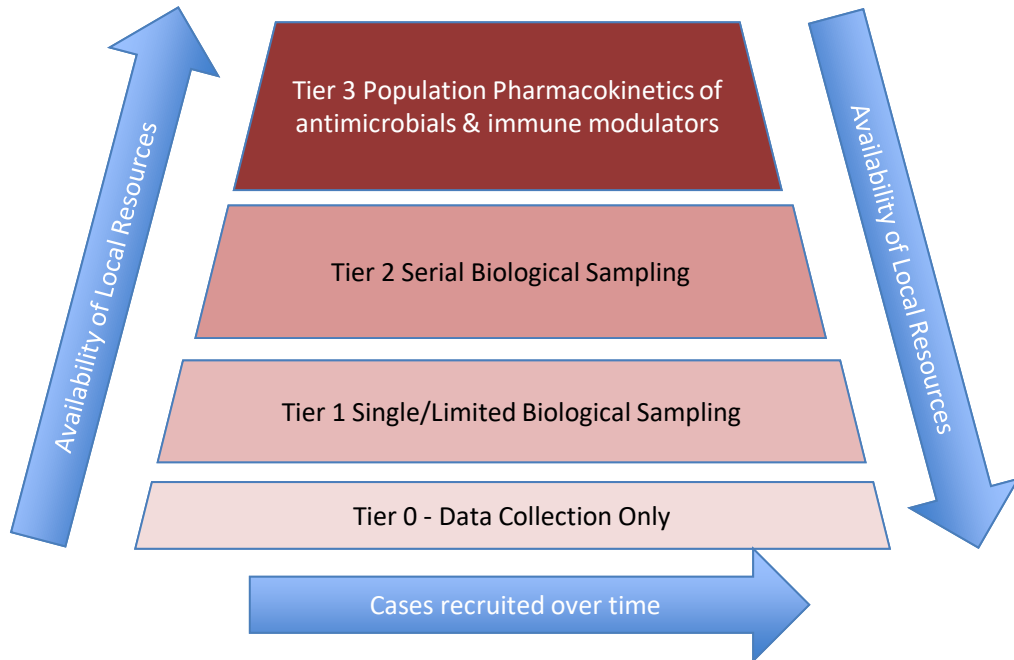 Tier 3 Population Pharmacokinetics of
antimicrobials & immune modulators
Availability of Local Resources
Availability of Local Resources
Tier 2 Serial Biological Sampling
Tier 1 Single/Limited Biological Sampling
Tier 0 - Data Collection Only
Cases recruited over time